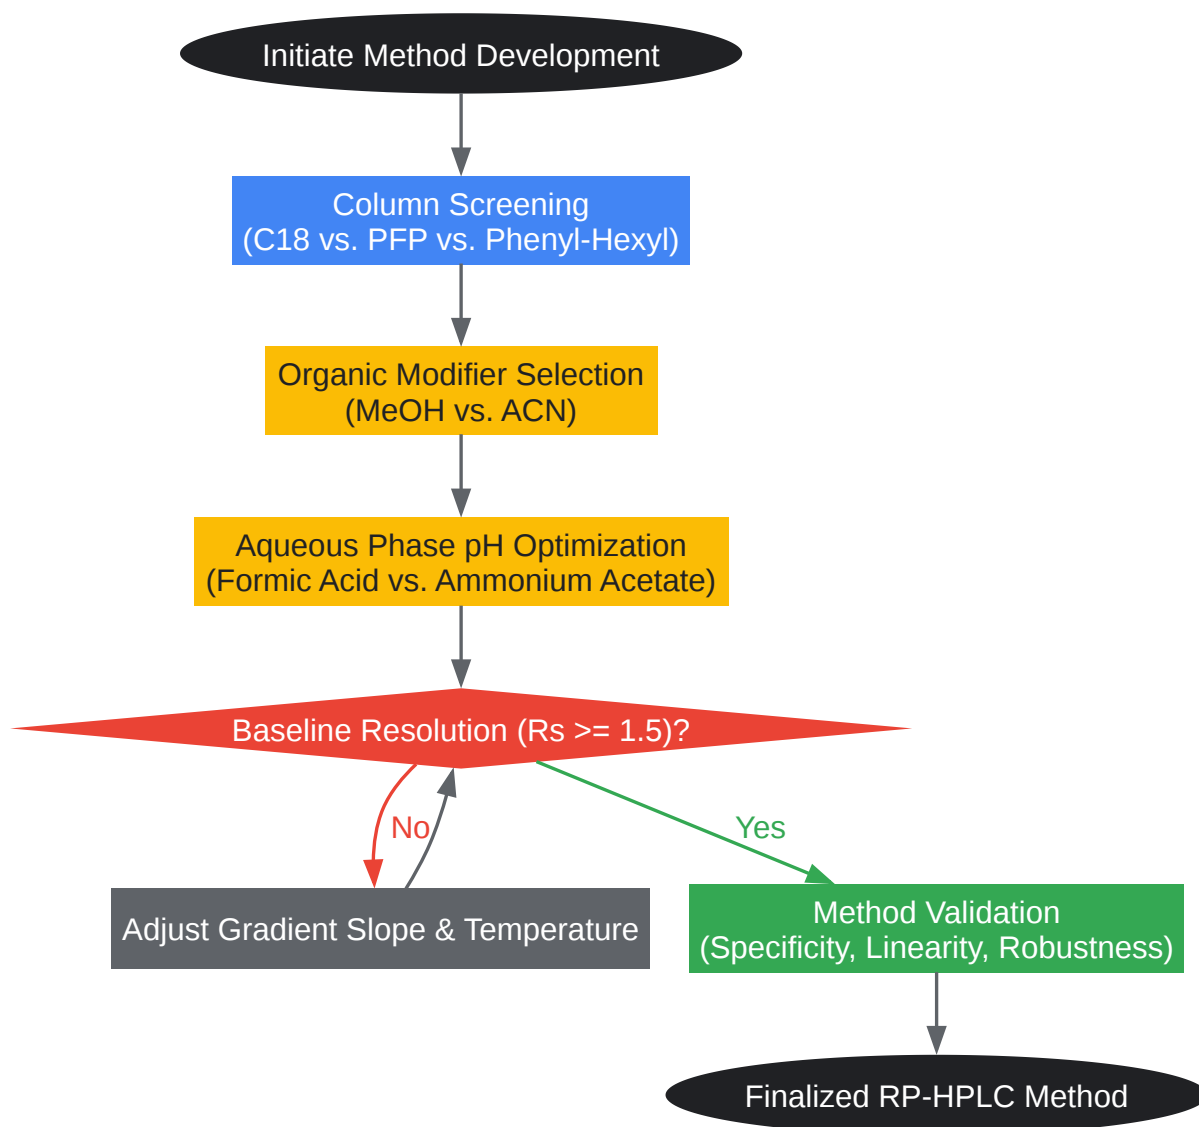 Initiate Method Development
Column Screening
(C18 vs. PFP vs. Phenyl-Hexyl)
Organic Modifier Selection
(MeOH vs. ACN)
Aqueous Phase pH Optimization
(Formic Acid vs. Ammonium Acetate)
Baseline Resolution (Rs >= 1.5)?
No
Yes
Adjust Gradient Slope & Temperature
Method Validation
(Specificity, Linearity, Robustness)
Finalized RP-HPLC Method